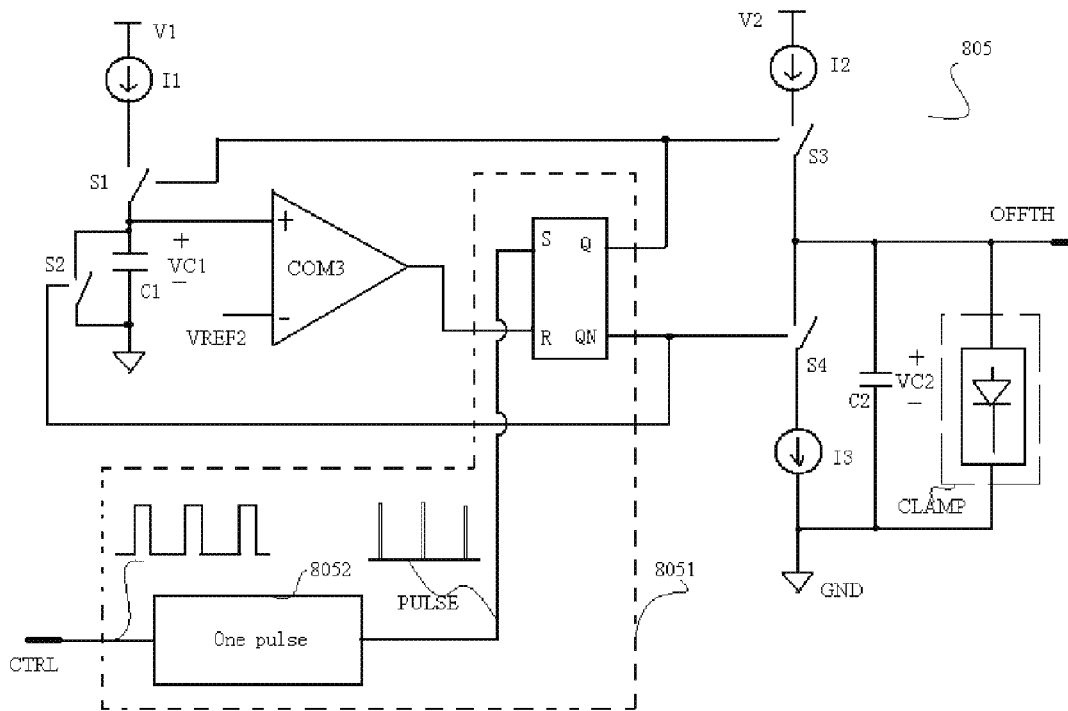 V1
V2
I1
I2
805
S1
S3
OFFTH
S2
+
VC1
-
C1
+
COM3
-
VREF2
S
Q
R
QN
S4
+
VC2
-
C2
I3
CLAMP
8052
8051
PULSE
GND
One pulse
CTRL